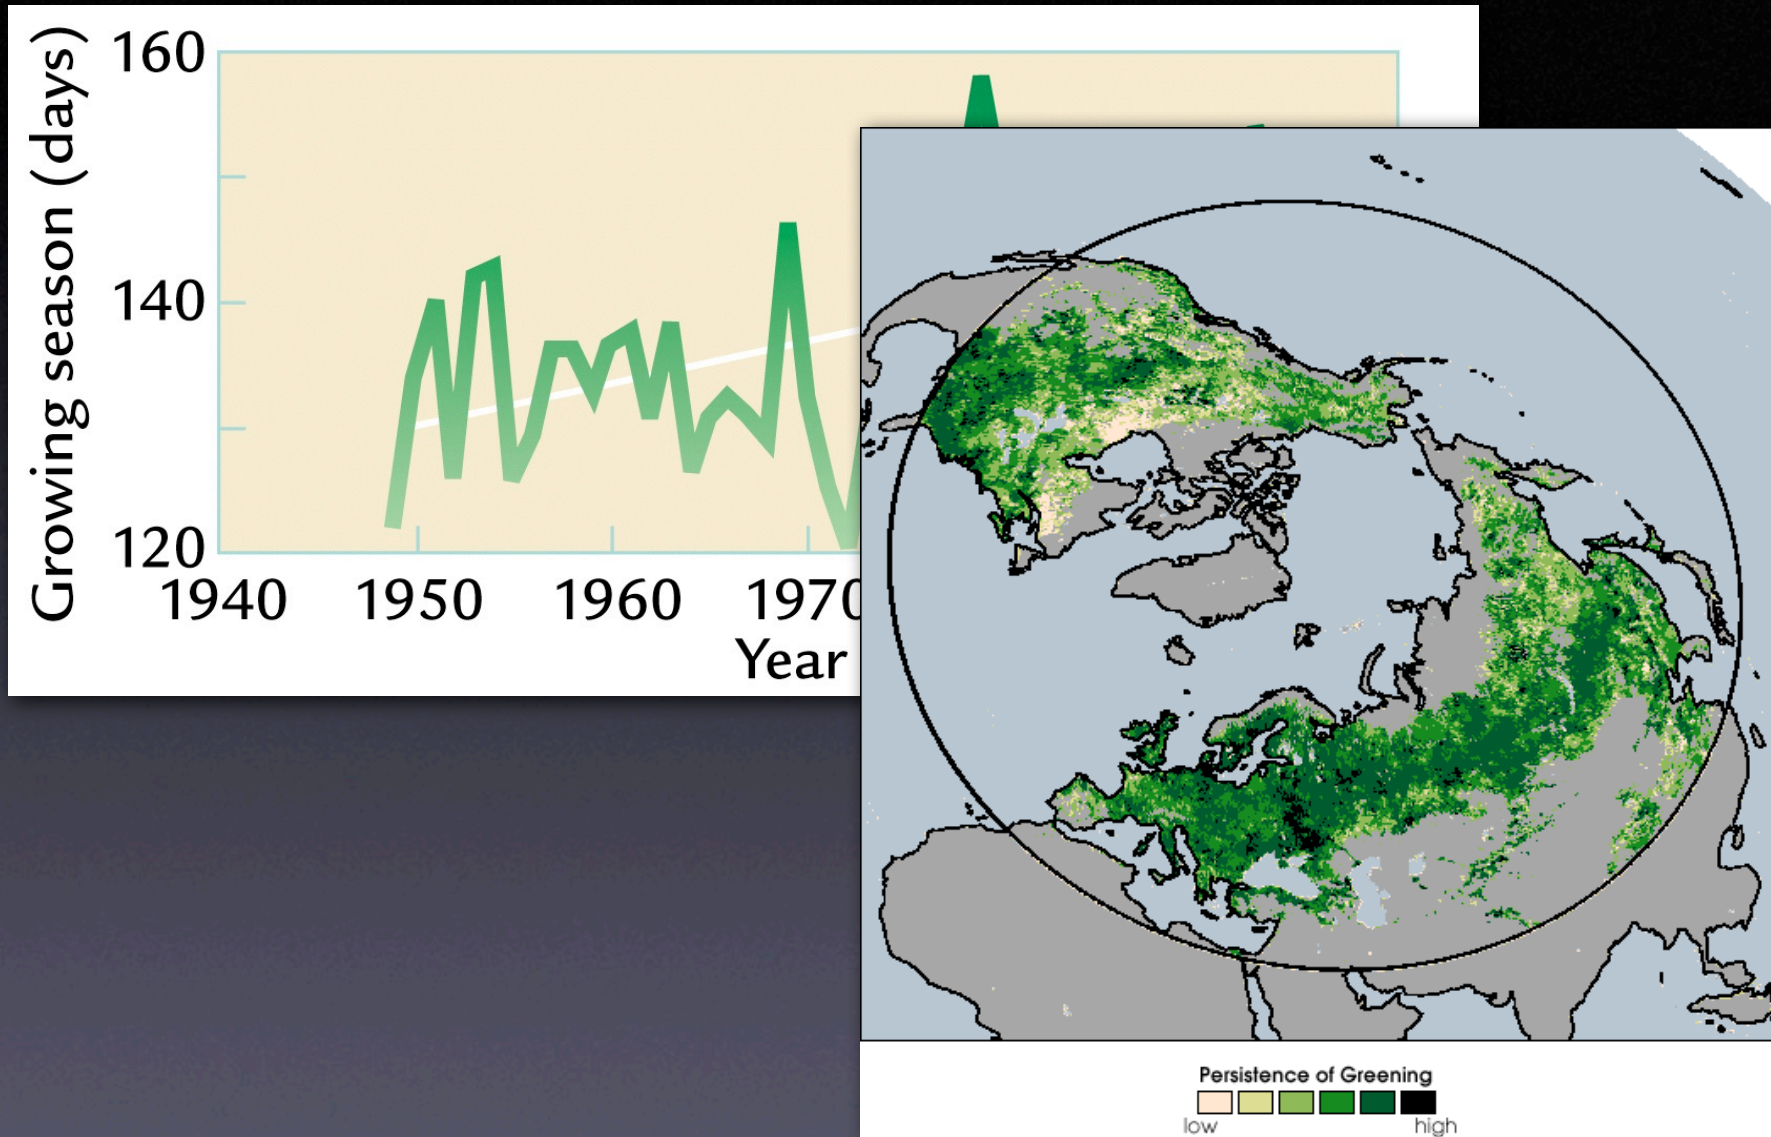 Growing season (days)
160
140
120
1940 1950 1960 1970
Year
Persistence of Greening
low high